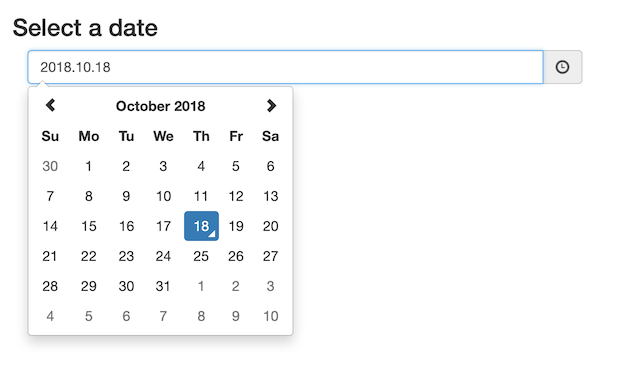 Select a date
2018.10.18
October 2018
Su Mo Tu We Th Fr Sa
30 1 2 3 4 5 6
7 8 9 10 11 12 13
14 15 16 17 18 19 20
21 22 23 24 25 26 27
28 29 30 31 1 2 3
4 5 6 7 8 9 10